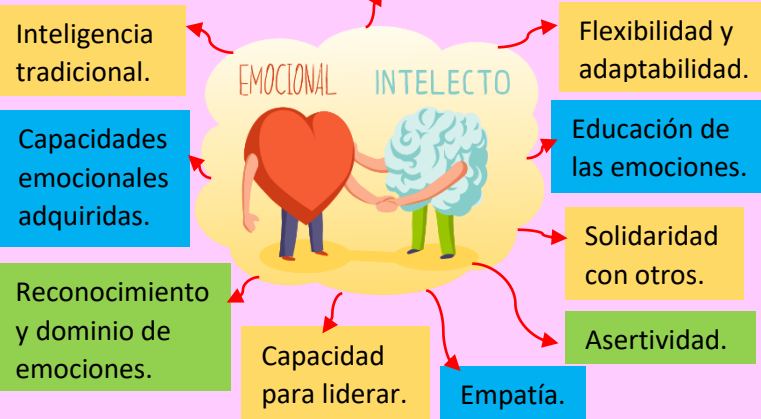 Inteligencia
tradicional.
EMOCIONAL
INTELECTO
Flexibilidad y
adaptabilidad.
Capacidades
emocionales
adquiridas.
Educación de
las emociones.
Solidaridad
con otros.
Reconocimiento
y dominio de
emociones.
Capacidad
para liderar.
Empatía.
Asertividad.